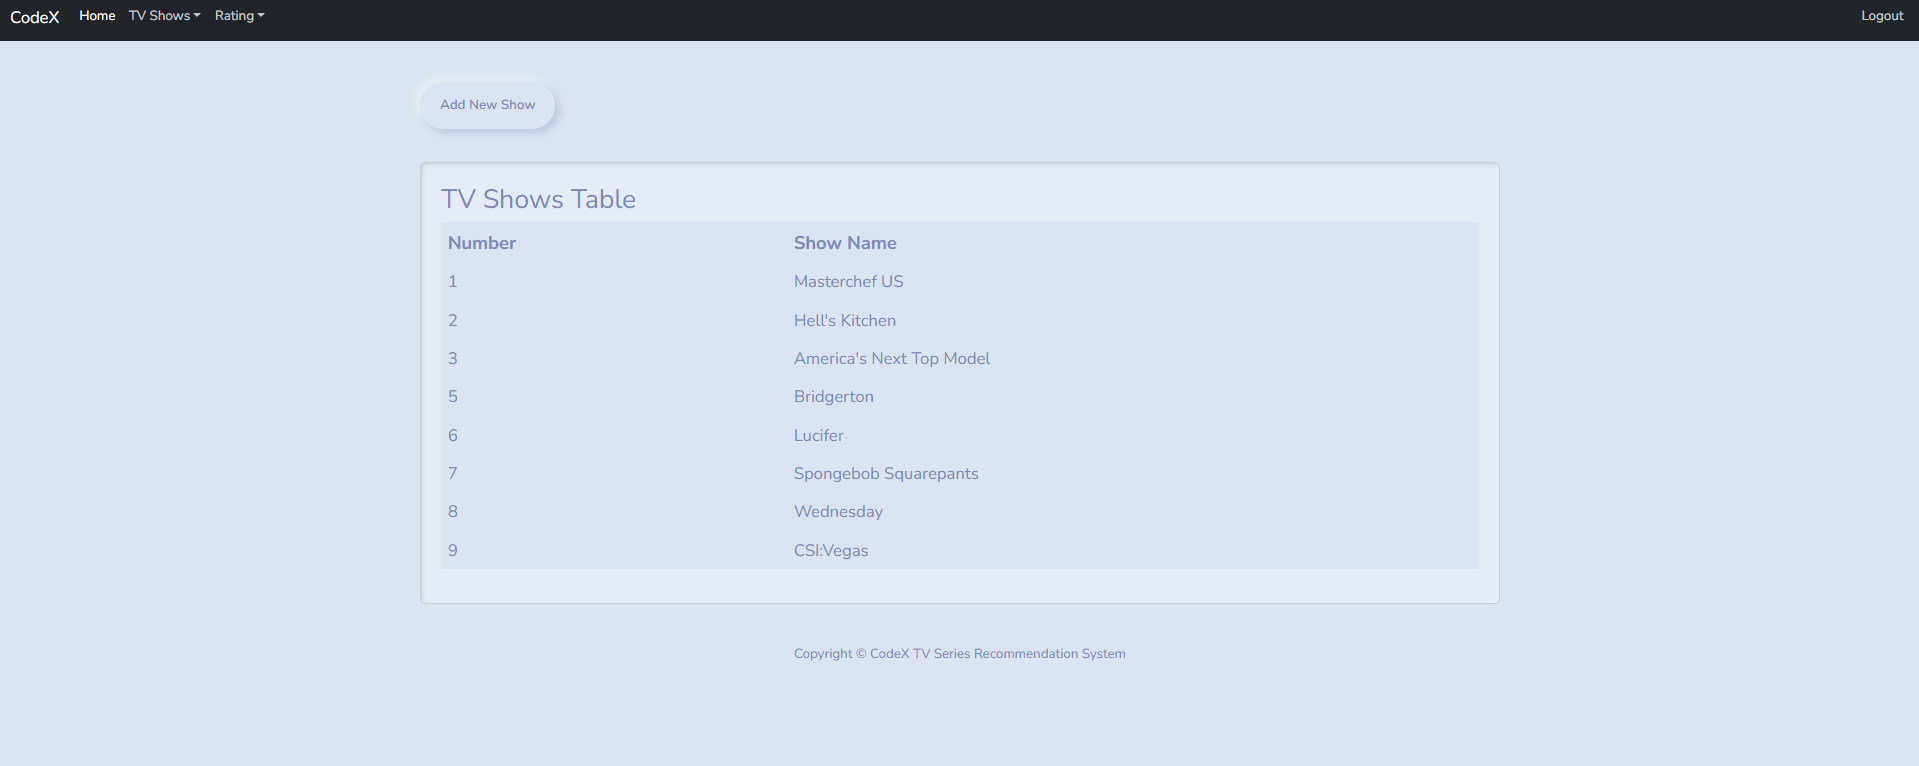 CodeX Home TV Shows Rating Logout
Add New Show
TV Shows Table
Number Show Name
1 Masterchef US
2 Hell's Kitchen
3 America's Next Top Model
5 Bridgerton
6 Lucifer
7 Spongebob Squarepants
8 Wednesday
9 CSI:Vegas
Copyright © CodeX TV Series Recommendation System